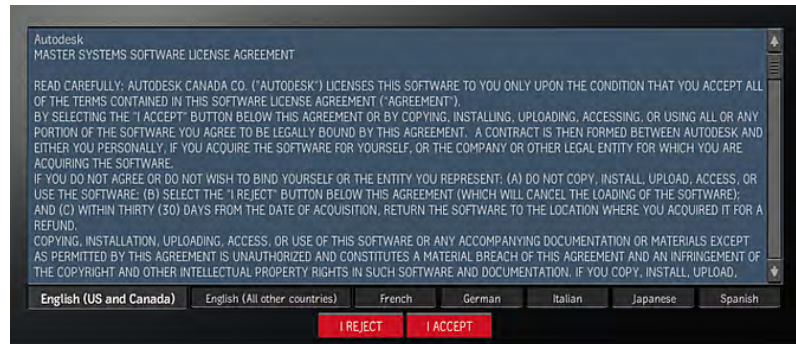 Autodesk
MASTER SYSTEMS SOFTWARE LICENSE AGREEMENT
READ CAREFULLY: AUTODESK CANADA CO. ("AUTODESK") LICENSES THIS SOFTWARE TO YOU ONLY UPON THE CONDITION THAT YOU ACCEPT ALL
OF THE TERMS CONTAINED IN THIS SOFTWARE LICENSE AGREEMENT ("AGREEMENT").
BY SELECTING THE "I ACCEPT" BUTTON BELOW THIS AGREEMENT OR BY COPYING, INSTALLING, UPLOADING, ACCESSING, OR USING ALL OR ANY
PORTION OF THE SOFTWARE YOU AGREE TO BE LEGALLY BOUND BY THIS AGREEMENT. A CONTRACT IS THEN FORMED BETWEEN AUTODESK AND
EITHER YOU PERSONALLY, IF YOU ACQUIRE THE SOFTWARE FOR YOURSELF, OR THE COMPANY OR OTHER LEGAL ENTITY FOR WHICH YOU ARE
ACQUIRING THE SOFTWARE.
IF YOU DO NOT AGREE OR DO NOT WISH TO BIND YOURSELF OR THE ENTITY YOU REPRESENT: (A) DO NOT COPY, INSTALL, UPLOAD, ACCESS, OR
USE THE SOFTWARE; (B) SELECT THE "I REJECT" BUTTON BELOW THIS AGREEMENT (WHICH WILL CANCEL THE LOADING OF THE SOFTWARE);
AND (C) WITHIN THIRTY (30) DAYS FROM THE DATE OF ACQUISITION, RETURN THE SOFTWARE TO THE LOCATION WHERE YOU ACQUIRED IT FOR A
REFUND.
COPYING, INSTALLATION, UPLOADING, ACCESS, OR USE OF THIS SOFTWARE OR ANY ACCOMPANYING DOCUMENTATION OR MATERIALS EXCEPT
AS PERMITTED BY THIS AGREEMENT IS UNAUTHORIZED AND CONSTITUTES A MATERIAL BREACH OF THIS AGREEMENT AND AN INFRINGEMENT OF
THE COPYRIGHT AND OTHER INTELLECTUAL PROPERTY RIGHTS IN SUCH SOFTWARE AND DOCUMENTATION. IF YOU COPY, INSTALL, UPLOAD,
English (US and Canada) English (All other countries) French German Italian Japanese Spanish
I REJECT I ACCEPT